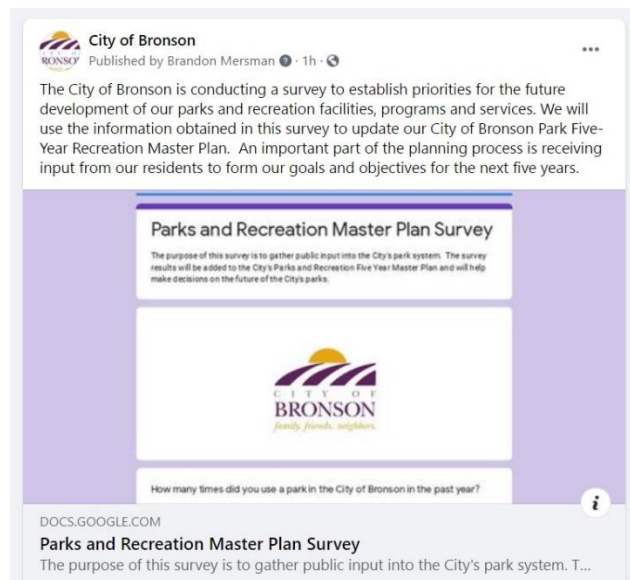 City of Bronson
Published by Brandon Mersman · 1h ·
The City of Bronson is conducting a survey to establish priorities for the future
development of our parks and recreation facilities, programs and services. We will
use the information obtained in this survey to update our City of Bronson Park Five-
Year Recreation Master Plan. An important part of the planning process is receiving
input from our residents to form our goals and objectives for the next five years.
Parks and Recreation Master Plan Survey
The purpose of this survey is to gather public input into the City's park system. The survey
results will be added to the City's Parks and Recreation Five Year Master Plan and will help
make decisions on the future of the City's parks.
CITY OF
BRONSON
family. friends. neighbors.
How many times did you use a park in the City of Bronson in the past year?
DOCS.GOOGLE.COM
Parks and Recreation Master Plan Survey
The purpose of this survey is to gather public input into the City's park system. T...